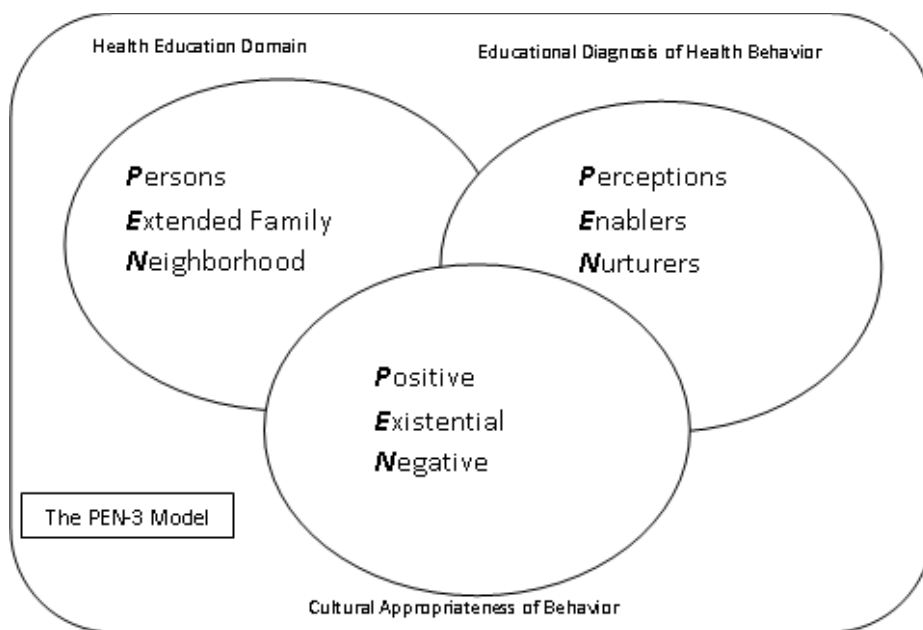 Health Education Domain
Educational Diagnosis of Health Behavior
Persons
Extended Family
Neighborhood
Perceptions
Enablers
Nurturers
Positive
Existential
Negative
The PEN-3 Model
Cultural Appropriateness of Behavior